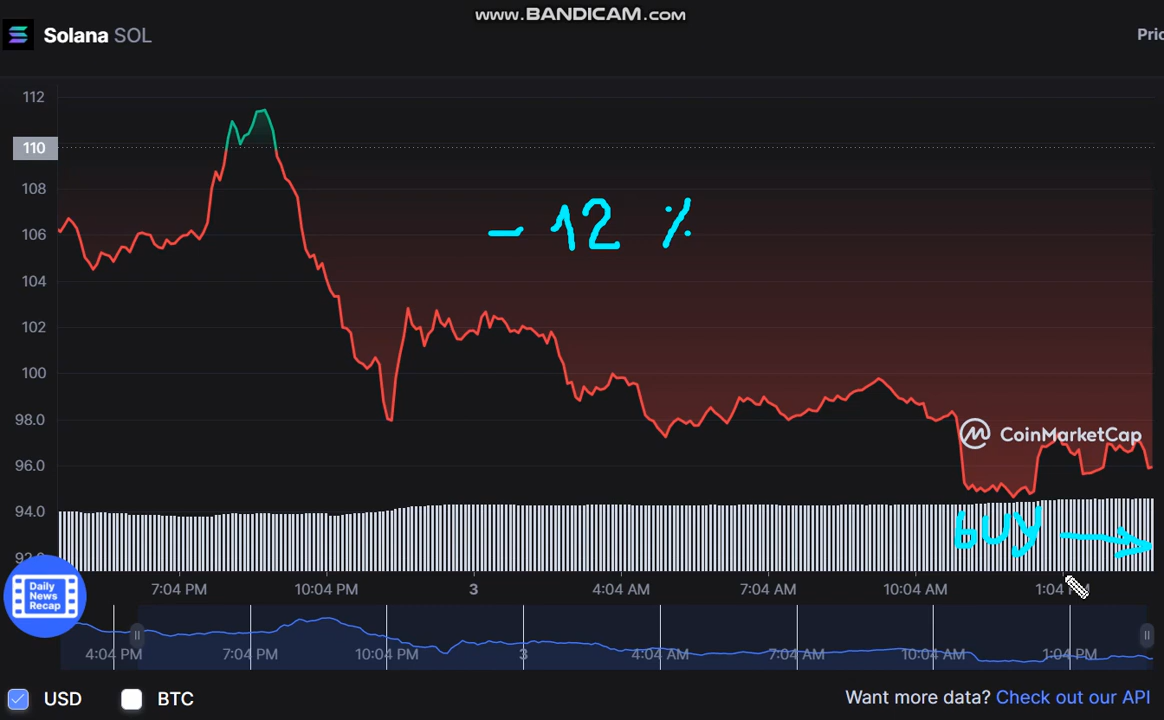 www.BANDICAM.com
Solana SOL
Pric
112
110
108
106
104
102
100
98.0
96.0
94.0
92.0
- 12 %
CoinMarketCap
BUY
Daily
News
Recap
7:04 PM 10:04 PM 3 4:04 AM 7:04 AM 10:04 AM 1:04 PM
4:04 PM 7:04 PM 10:04 PM 3 4:04 AM 7:04 AM 10:04 AM 1:04 PM
USD BTC
Want more data? Check out our API